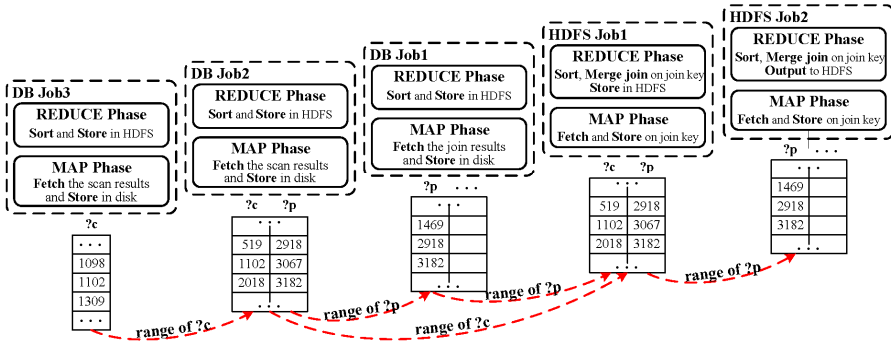 DB Job3
REDUCE Phase
Sort and Store in HDFS
MAP Phase
Fetch the scan results
and Store in disk
?c
. . .
1098
1102
1309
. . .
DB Job2
REDUCE Phase
Sort and Store in HDFS
MAP Phase
Fetch the scan results
and Store in disk
?c ?p
. . .
519 2918
1102 3067
2018 3182
. . .
DB Job1
REDUCE Phase
Sort and Store in HDFS
MAP Phase
Fetch the join results
and Store in disk
?p . . .
. . .
1469
2918
3182
. . .
HDFS Job1
REDUCE Phase
Sort, Merge join on join key
Store in HDFS
MAP Phase
Fetch and Store on join key
?c ?p
. . .
519 2918
1102 3067
2018 3182
. . .
HDFS Job2
REDUCE Phase
Sort, Merge join on join key
Output to HDFS
MAP Phase
Fetch and Store on join key
?p . . .
. . .
1469
2918
3182
. . .
range of ?c
range of ?p
range of ?p
range of ?c
range of ?p